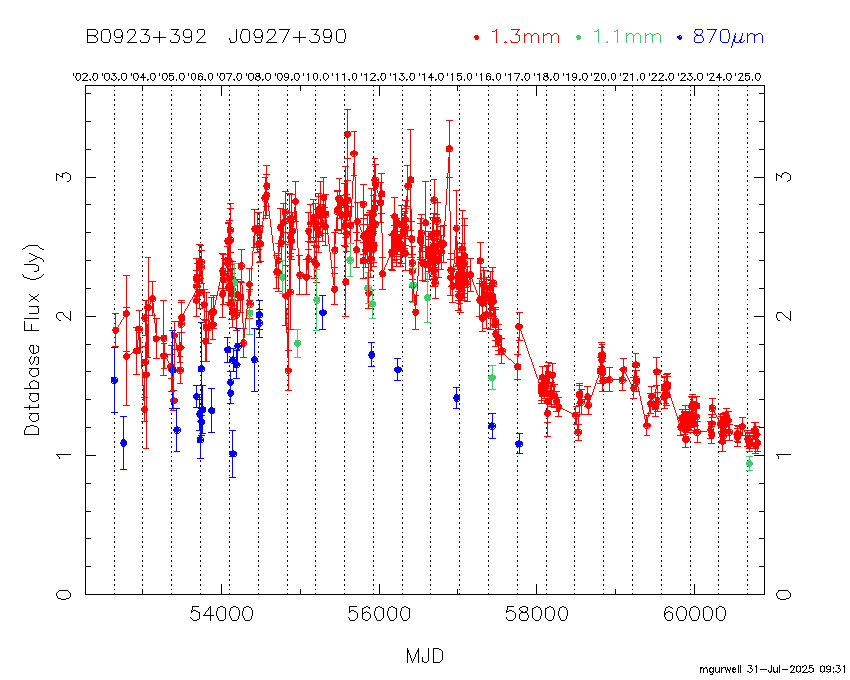 B0923+392 J0927+390 1.3mm 1.1mm 870μm
'02.0 '03.0 '04.0 '05.0 '06.0 '07.0 '08.0 '09.0 '10.0 '11.0 '12.0 '13.0 '14.0 '15.0 '16.0 '17.0 '18.0 '19.0 '20.0 '21.0 '22.0 '23.0 '24.0 '25.0
3 3
Database Flux (Jy)
2 2
1 1
0 0
54000 56000 58000 60000
MJD
mgurwell 31-Jul-2025 09:31